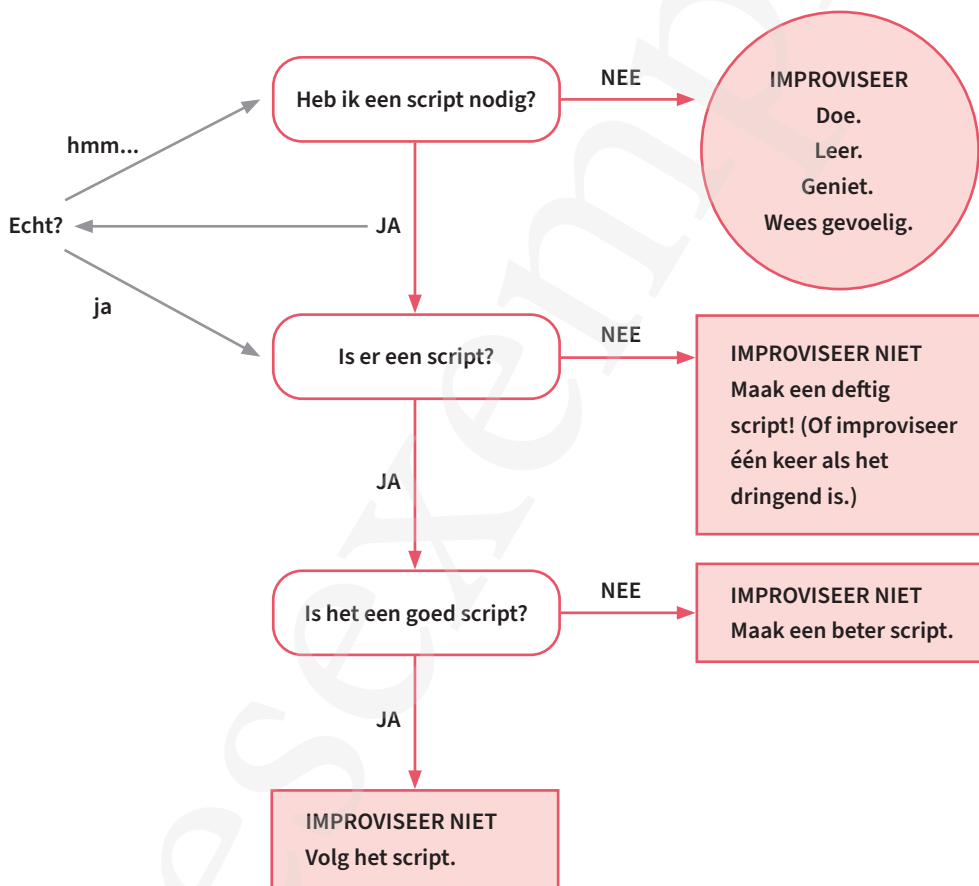 Heb ik een script nodig?
NEE
IMPROVISEER
Doe.
Leer.
Geniet.
Wees gevoelig.
hmm...
Echt?
JA
ja
Is er een script?
NEE
IMPROVISEER NIET
Maak een deftig
script! (Of improviseer
één keer als het
dringend is.)
JA
Is het een goed script?
NEE
IMPROVISEER NIET
Maak een beter script.
JA
IMPROVISEER NIET
Volg het script.